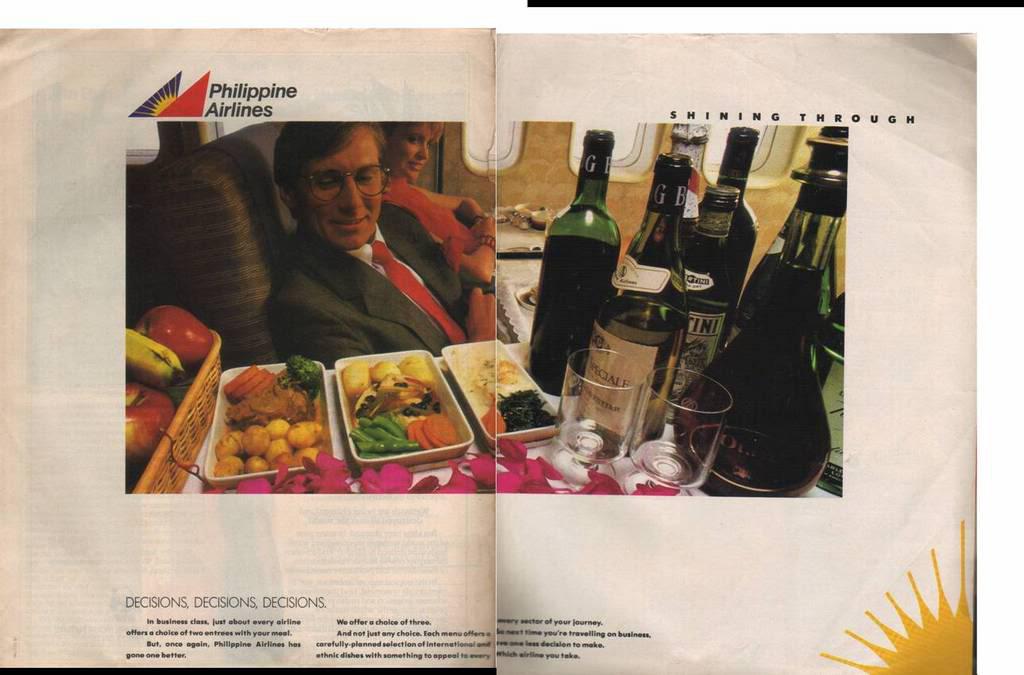 Philippine
Airlines
SHINING THROUGH
G B
G B
Airlines
SPECIALE
TINI
TINI
DECISIONS, DECISIONS, DECISIONS.
In business class, just about every airline
offers a choice of two entrees with your meal.
But, once again, Philippine Airlines has
gone one better.
We offer a choice of three.
And not just any choice. Each menu offers a
carefully-planned selection of international and
ethnic dishes with something to appeal to every
every sector of your journey.
So next time you're travelling on business,
one less decision to make.
Which airline you take.